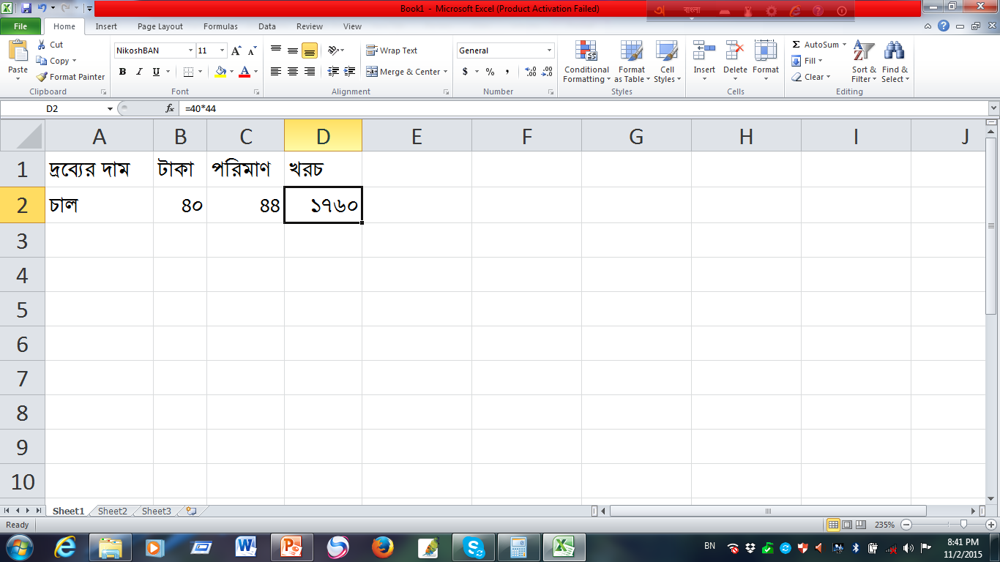 Book1 - Microsoft Excel (Product Activation Failed)
বাংলা
File Home Insert Page Layout Formulas Data Review View
Paste Cut Copy Format Painter
NikoshBAN 11
B I U
Wrap Text
Merge & Center
General
$ % ,
Conditional Formatting Format as Table Cell Styles
Insert Delete Format
Σ AutoSum Fill Clear
Sort & Filter Find & Select
Clipboard Font Alignment Number Styles Cells Editing
D2 fx =40*44
A B C D E F G H I J
1 দ্রব্যের দাম টাকা পরিমাণ খরচ
2 চাল ৪০ ৪৪ ১৭৬০
3
4
5
6
7
8
9
10
Sheet1 Sheet2 Sheet3
Ready 235%
BN 8:41 PM
11/2/2015